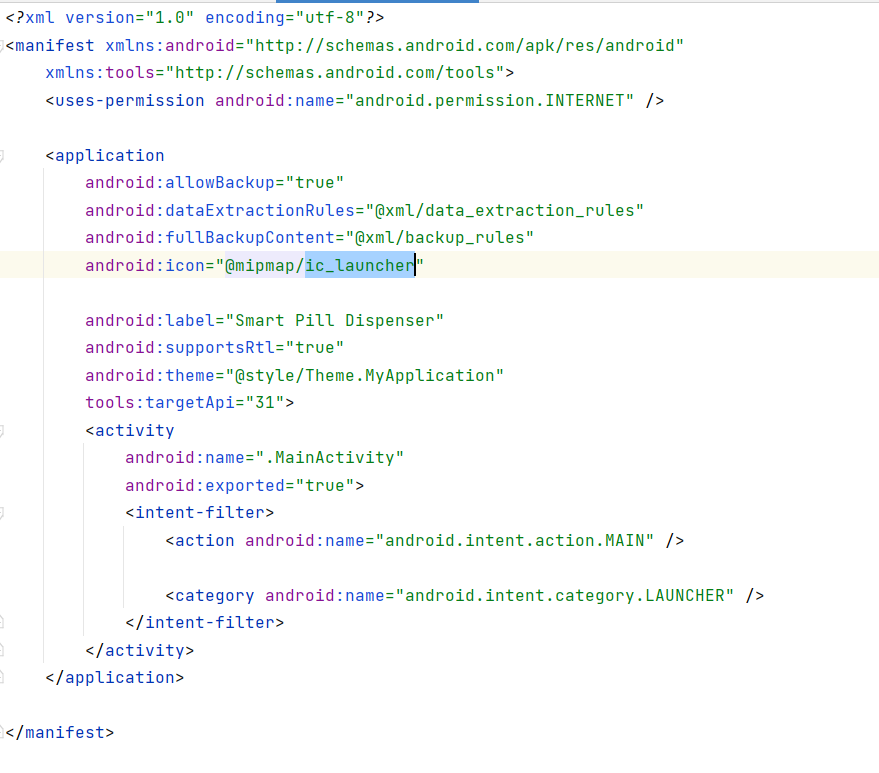 <?xml version="1.0" encoding="utf-8"?>
<manifest xmlns:android="http://schemas.android.com/apk/res/android"
    xmlns:tools="http://schemas.android.com/tools">
    <uses-permission android:name="android.permission.INTERNET" />

    <application
        android:allowBackup="true"
        android:dataExtractionRules="@xml/data_extraction_rules"
        android:fullBackupContent="@xml/backup_rules"
        android:icon="@mipmap/ic_launcher"

        android:label="Smart Pill Dispenser"
        android:supportsRtl="true"
        android:theme="@style/Theme.MyApplication"
        tools:targetApi="31">
        <activity
            android:name=".MainActivity"
            android:exported="true">
            <intent-filter>
                <action android:name="android.intent.action.MAIN" />

                <category android:name="android.intent.category.LAUNCHER" />
            </intent-filter>
        </activity>
    </application>

</manifest>